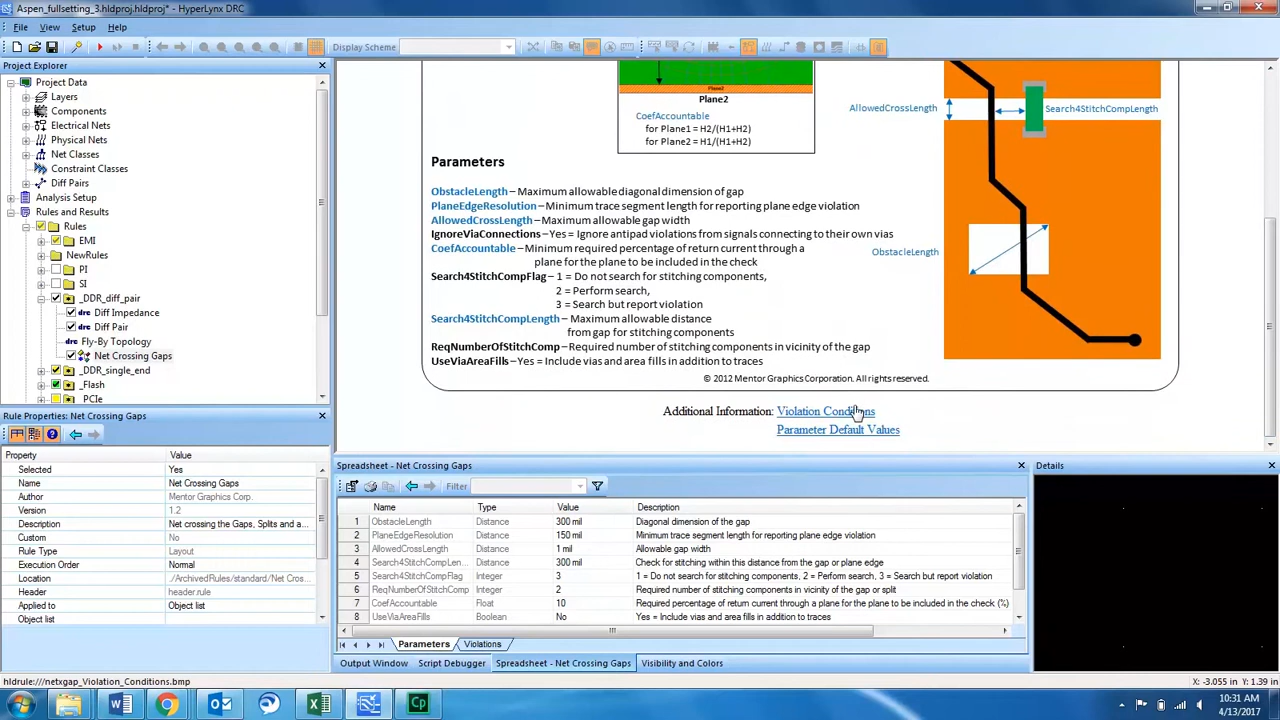 Aspen_fullsetting_3.hldproj.hldproj* - HyperLynx DRC
File View Setup Help
Display Scheme
Project Explorer
Project Data
Layers
Components
Electrical Nets
Physical Nets
Net Classes
Constraint Classes
Diff Pairs
Analysis Setup
Rules and Results
Rules
EMI
NewRules
PI
SI
_DDR_diff_pair
drc Diff Impedance
drc Diff Pair
drc Fly-By Topology
Net Crossing Gaps
_DDR_single_end
_Flash
_PCIe
Plane2
Plane2
CoefAccountable
for Plane1 = H2/(H1+H2)
for Plane2 = H1/(H1+H2)
AllowedCrossLength
Search4StitchCompLength
ObstacleLength
Parameters
ObstacleLength – Maximum allowable diagonal dimension of gap
PlaneEdgeResolution – Minimum trace segment length for reporting plane edge violation
AllowedCrossLength – Maximum allowable gap width
IgnoreViaConnections – Yes = Ignore antipad violations from signals connecting to their own vias
CoefAccountable – Minimum required percentage of return current through a
plane for the plane to be included in the check
Search4StitchCompFlag – 1 = Do not search for stitching components,
2 = Perform search,
3 = Search but report violation
Search4StitchCompLength – Maximum allowable distance
from gap for stitching components
ReqNumberOfStitchComp – Required number of stitching components in vicinity of the gap
UseViaAreaFills – Yes = Include vias and area fills in addition to traces
© 2012 Mentor Graphics Corporation. All rights reserved.
Additional Information: Violation Conditions
Parameter Default Values
Rule Properties: Net Crossing Gaps
Property Value
Selected Yes
Name Net Crossing Gaps
Author Mentor Graphics Corp.
Version 1.2
Description Net crossing the Gaps, Splits and a...
Custom No
Rule Type Layout
Execution Order Normal
Location ./ArchivedRules/standard/Net Cros...
Header header.rule
Applied to Object list
Object list
Spreadsheet - Net Crossing Gaps
Filter
Name Type Value Description
1 ObstacleLength Distance 300 mil Diagonal dimension of the gap
2 PlaneEdgeResolution Distance 150 mil Minimum trace segment length for reporting plane edge violation
3 AllowedCrossLength Distance 1 mil Allowable gap width
4 Search4StitchCompLen... Distance 300 mil Check for stitching within this distance from the gap or plane edge
5 Search4StitchCompFlag Integer 3 1 = Do not search for stitching components, 2 = Perform search, 3 = Search but report violation
6 ReqNumberOfStitchComp Integer 2 Required number of stitching components in vicinity of the gap or split
7 CoefAccountable Float 10 Required percentage of return current through a plane for the plane to be included in the check (%)
8 UseViaAreaFills Boolean No Yes = Include vias and area fills in addition to traces
Parameters Violations
Output Window Script Debugger Spreadsheet - Net Crossing Gaps Visibility and Colors
Details
hldrule:///netxgap_Violation_Conditions.bmp
X: -3.055 in Y: 1.39 in
Cp
10:31 AM
4/13/2017